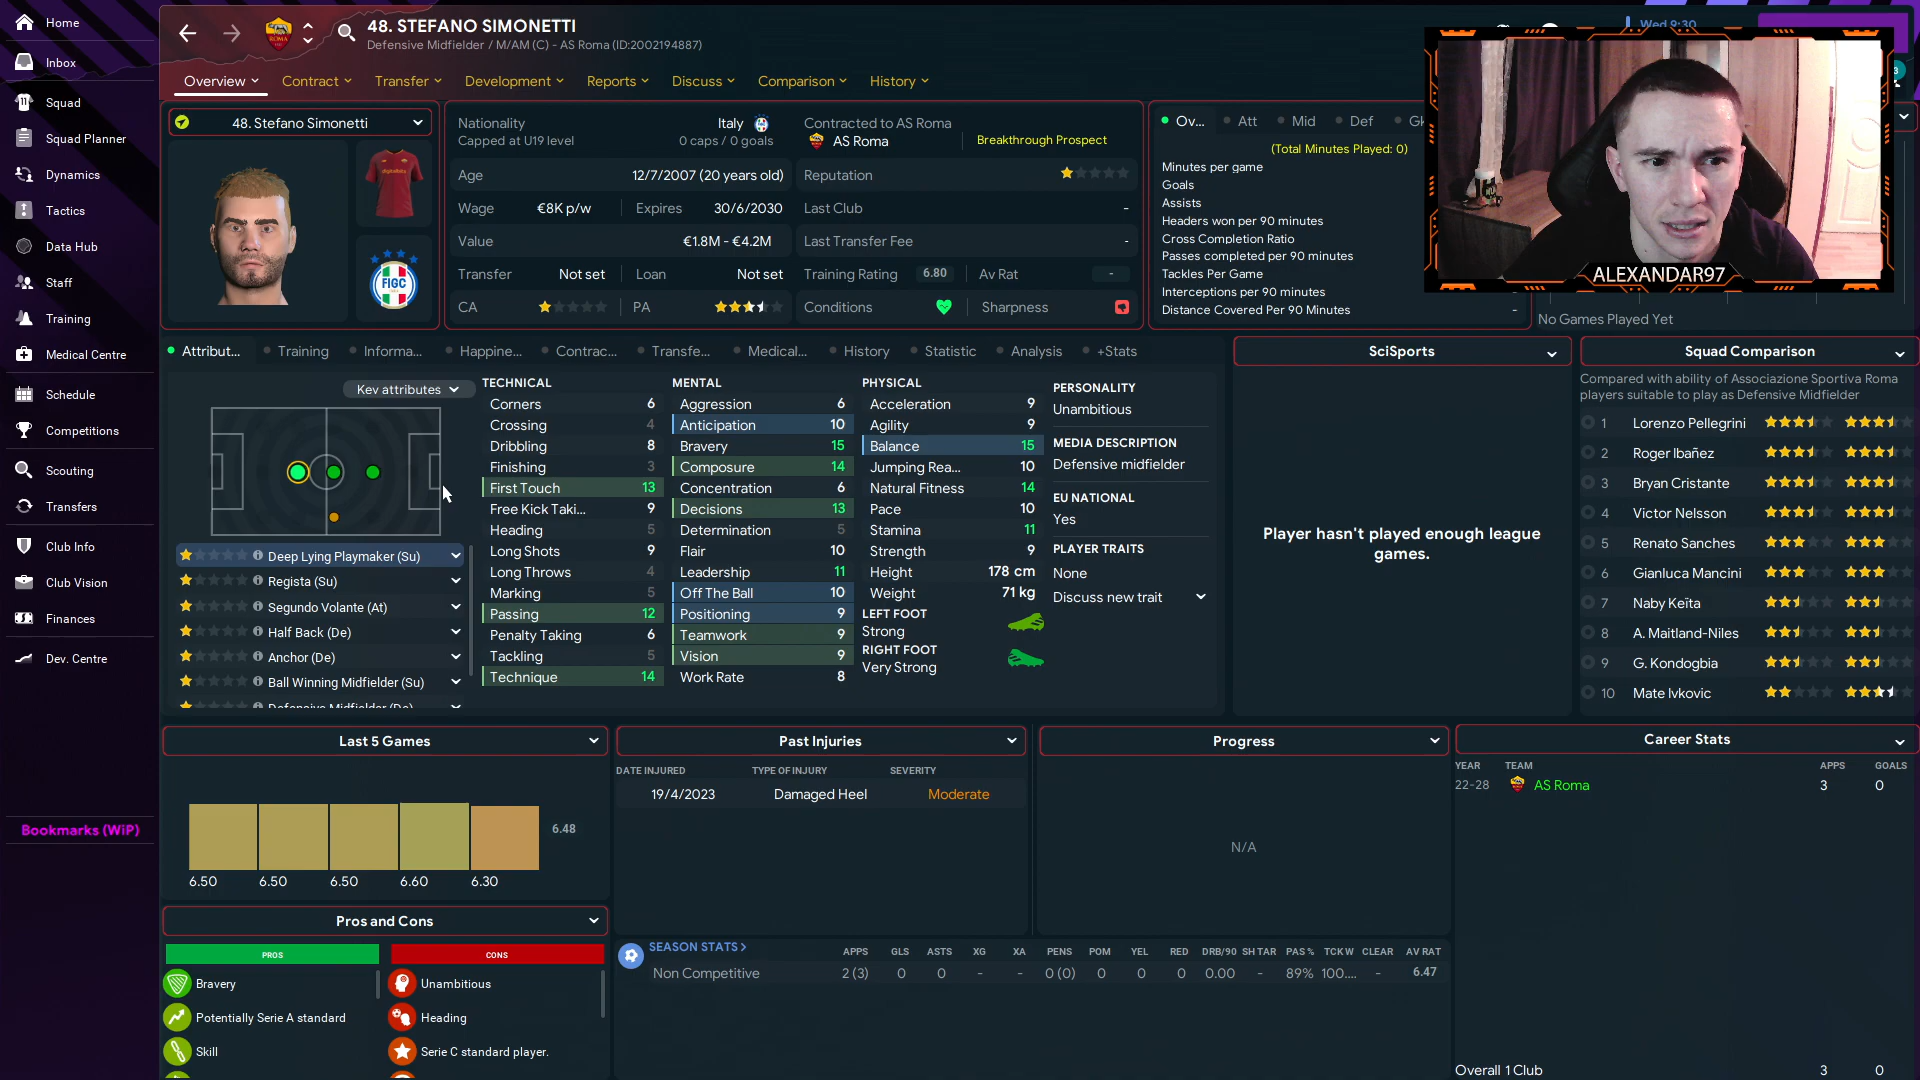 Home
Inbox
Squad
Squad Planner
Dynamics
Tactics
Data Hub
Staff
Training
Medical Centre
Schedule
Competitions
Scouting
Transfers
Club Info
Club Vision
Finances
Dev. Centre
Bookmarks (WiP)
48. STEFANO SIMONETTI
Defensive Midfielder / M/AM (C) - AS Roma (ID:2002194887)
Wed 9:30
Overview Contract Transfer Development Reports Discuss Comparison History
48. Stefano Simonetti
FIGC
Nationality Italy
Capped at U19 level 0 caps / 0 goals
Age 12/7/2007 (20 years old)
Wage €8K p/w Expires 30/6/2030
Value €1.8M - €4.2M
Transfer Not set Loan Not set
CA PA
Contracted to AS Roma
AS Roma Breakthrough Prospect
Reputation
Last Club -
Last Transfer Fee -
Training Rating 6.80 Av Rat -
Conditions Sharpness
Ov... Att Mid Def Gk
(Total Minutes Played: 0)
Minutes per game
Goals
Assists
Headers won per 90 minutes
Cross Completion Ratio
Passes completed per 90 minutes
Tackles Per Game
Interceptions per 90 minutes
Distance Covered Per 90 Minutes -
ALEXANDAR97
3
No Games Played Yet
Attribut... Training Informa... Happine... Contrac... Transfe... Medical... History Statistic Analysis +Stats
Key attributes
Deep Lying Playmaker (Su)
Regista (Su)
Segundo Volante (At)
Half Back (De)
Anchor (De)
Ball Winning Midfielder (Su)
Defensive Midfielder (De)
TECHNICAL
Corners 6
Crossing 4
Dribbling 8
Finishing 3
First Touch 13
Free Kick Taki... 9
Heading 5
Long Shots 9
Long Throws 4
Marking 5
Passing 12
Penalty Taking 6
Tackling 5
Technique 14
MENTAL
Aggression 6
Anticipation 10
Bravery 15
Composure 14
Concentration 6
Decisions 13
Determination 5
Flair 10
Leadership 11
Off The Ball 10
Positioning 9
Teamwork 9
Vision 9
Work Rate 8
PHYSICAL
Acceleration 9
Agility 9
Balance 15
Jumping Rea... 10
Natural Fitness 14
Pace 10
Stamina 11
Strength 9
Height 178 cm
Weight 71 kg
LEFT FOOT
Strong
RIGHT FOOT
Very Strong
PERSONALITY
Unambitious
MEDIA DESCRIPTION
Defensive midfielder
EU NATIONAL
Yes
PLAYER TRAITS
None
Discuss new trait
SciSports
Player hasn't played enough league
games.
Squad Comparison
Compared with ability of Associazione Sportiva Roma
players suitable to play as Defensive Midfielder
1 Lorenzo Pellegrini
2 Roger Ibañez
3 Bryan Cristante
4 Victor Nelsson
5 Renato Sanches
6 Gianluca Mancini
7 Naby Keïta
8 A. Maitland-Niles
9 G. Kondogbia
10 Mate Ivkovic
Last 5 Games
6.48
6.50 6.50 6.50 6.60 6.30
Past Injuries
DATE INJURED TYPE OF INJURY SEVERITY
19/4/2023 Damaged Heel Moderate
Progress
N/A
Career Stats
YEAR TEAM APPS GOALS
22-28 AS Roma 3 0
Overall 1 Club 3 0
Pros and Cons
PROS CONS
Bravery Unambitious
Potentially Serie A standard Heading
Skill Serie C standard player.
SEASON STATS > APPS GLS ASTS XG XA PENS POM YEL RED DRB/90 SH TAR PAS % TCK W CLEAR AV RAT
Non Competitive 2 (3) 0 0 - - 0 (0) 0 0 0 0.00 - 89% 100.... - 6.47